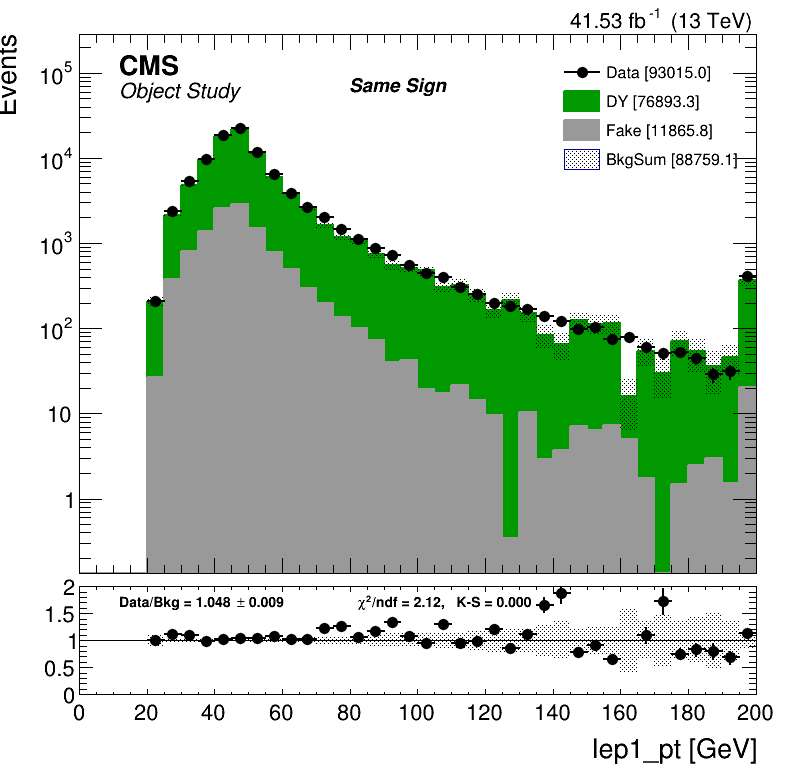 41.53 fb⁻¹ (13 TeV)
Events
CMS
Object Study
Same Sign
Data [93015.0]
DY [76893.3]
Fake [11865.8]
BkgSum [88759.1]
10⁵
10⁴
10³
10²
10
1
Data/Bkg = 1.048 ± 0.009
χ²/ndf = 2.12, K-S = 0.000
2
1.5
1
0.5
0
0 20 40 60 80 100 120 140 160 180 200
lep1_pt [GeV]